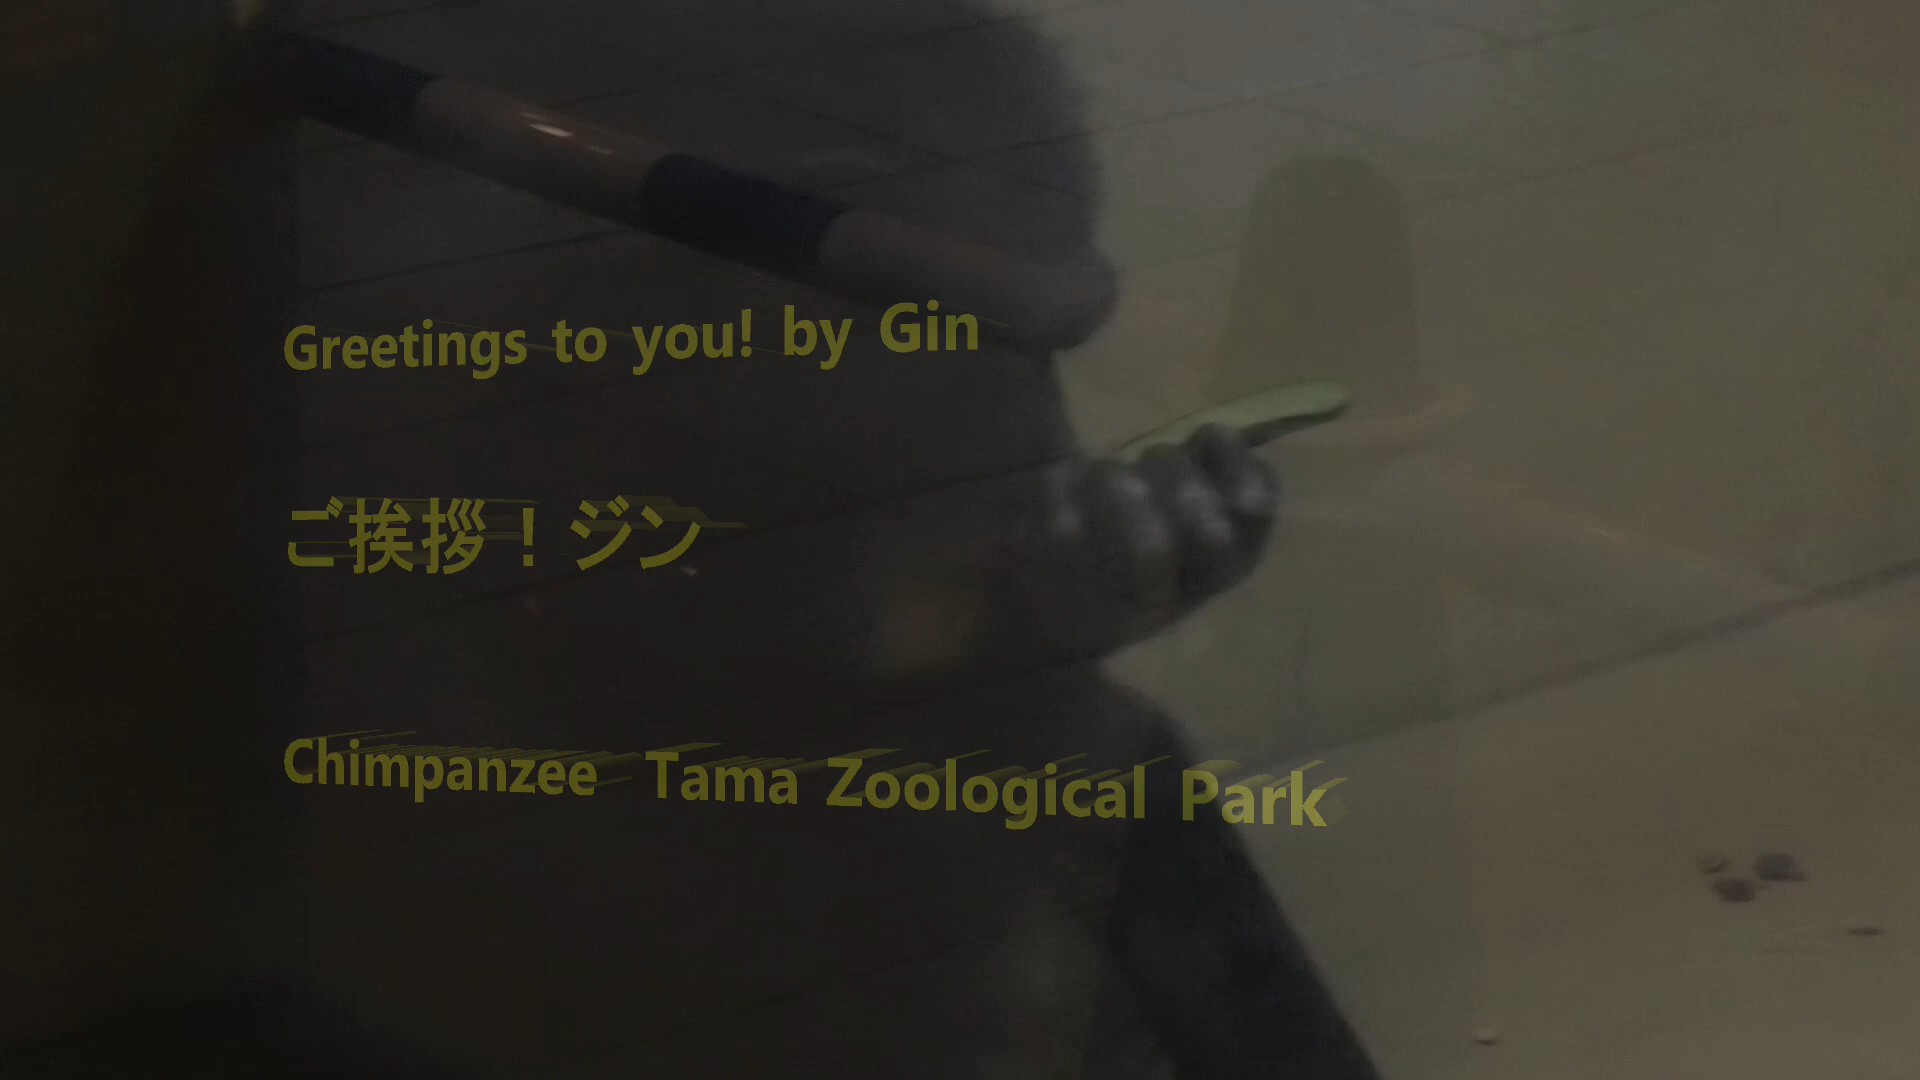 Greetings to you! by Gin
ご挨拶！ジン
Chimpanzee Tama Zoological Park